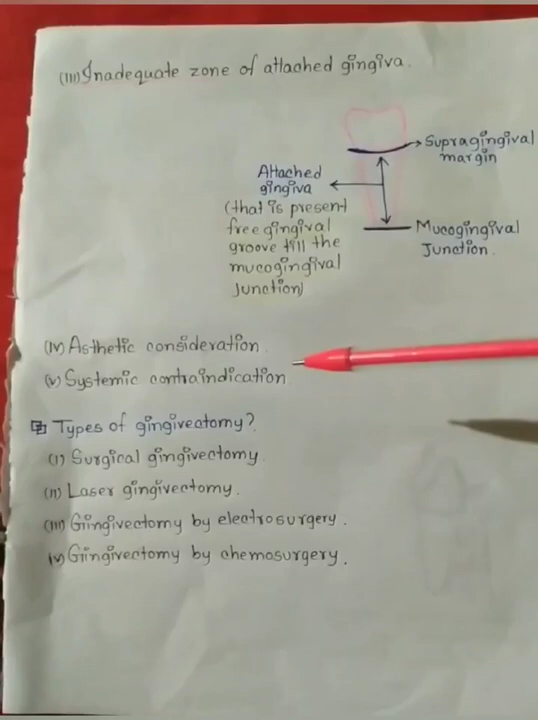 (III) Inadequate zone of attached gingiva.
Supragingival
margin
Attached
gingiva
(that is present
free gingival
groove till the
mucogingival
Junction)
Mucogingival
Junction.
(IV) Asthetic consideration.
(V) Systemic contraindication.
Types of gingivectomy?
(I) Surgical gingivectomy.
(II) Laser gingivectomy.
(III) Gingivectomy by electrosurgery.
IV) Gingivectomy by chemosurgery.